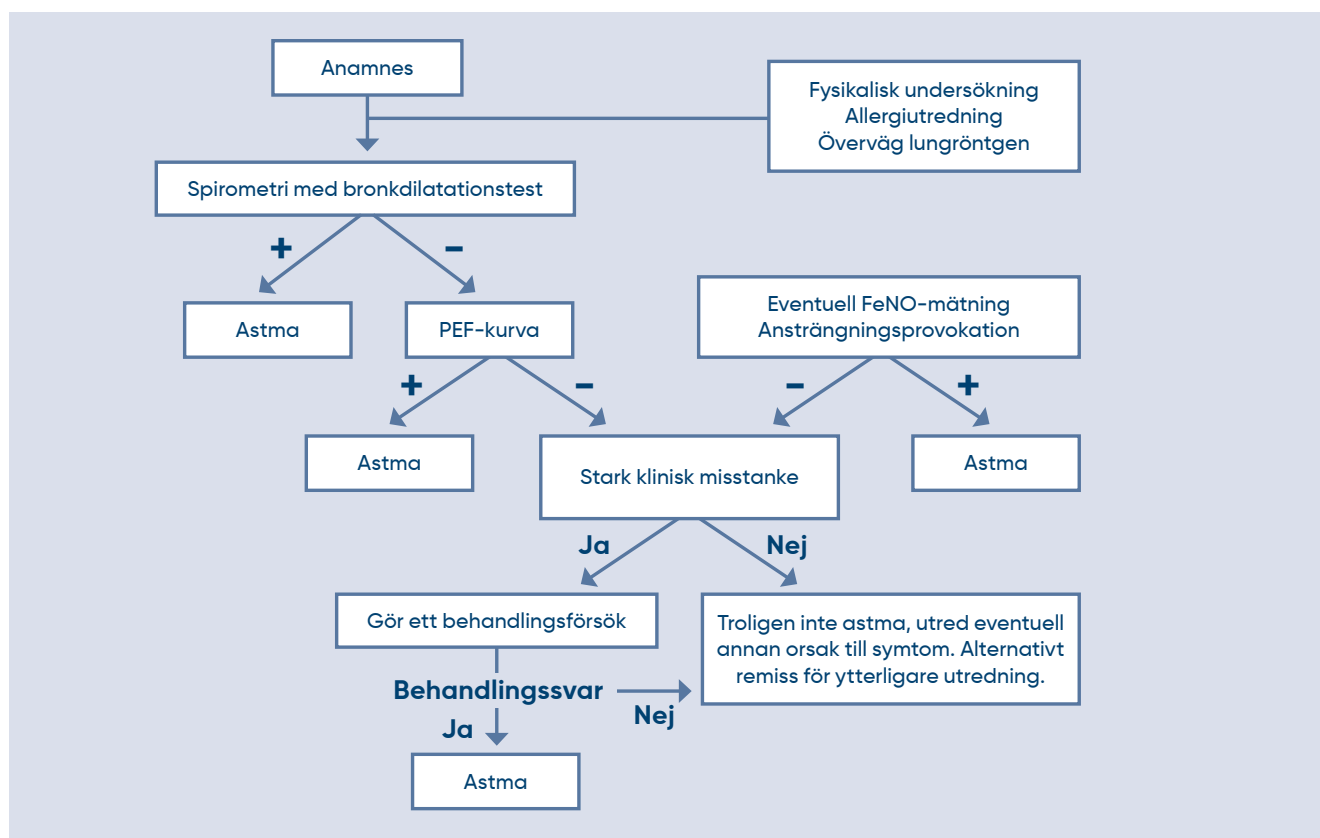 Anamnes
Fysikalisk undersökning
Allergiutredning
Överväg lungröntgen
Spirometri med bronkdilatationstest
+
–
Astma
PEF-kurva
Eventuell FeNO-mätning
Ansträngningsprovokation
+
–
–
+
Astma
Stark klinisk misstanke
Astma
Ja
Nej
Gör ett behandlingsförsök
Troligen inte astma, utred eventuell
annan orsak till symtom. Alternativt
remiss för ytterligare utredning.
Behandlingssvar
Nej
Ja
Astma